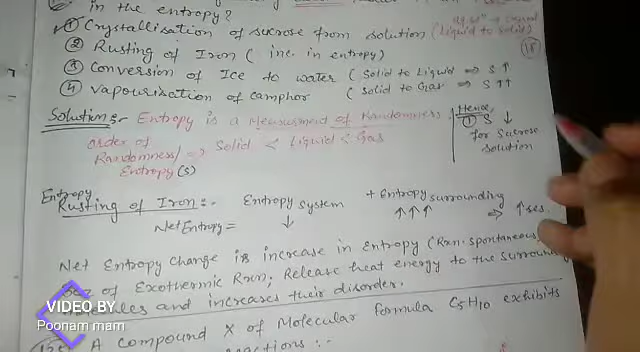 in the entropy?
① Crystallisation of sucrose from solution (Liquid to solid)
② Rusting of Iron ( inc. in entropy)
③ Conversion of Ice to water ( Solid to Liquid ⇒ S ↑
④ Vapourisation of camphor ( Solid to Gas ⇒ S ↑↑
Solution:- Entropy is a Measurment of Randomness
Hence,
① S ↓
for Sucrose
solution
order of
Randomness/ ⇒ Solid < Liquid < Gas
Entropy (S)
Entropy
Rusting of Iron:- Entropy system + Entropy surrounding
Net Entropy = ↓ ↑↑↑ ⇒ ↑ses.
Net Entropy change is increase in Entropy (Rxn. spontaneous
of Exothermic Rxn; Release heat energy to the
and increases their disorder.
A compound X of Molecular formula C5H10 exhibits
VIDEO BY
Poonam mam